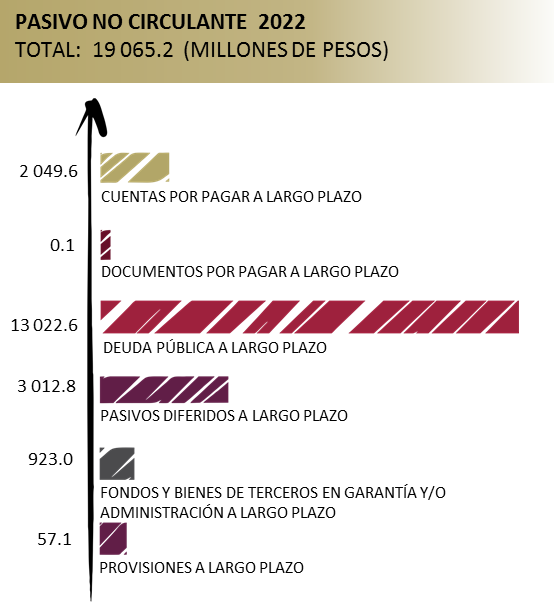 PASIVO NO CIRCULANTE 2022
TOTAL: 19 065.2 (MILLONES DE PESOS)
2 049.6
CUENTAS POR PAGAR A LARGO PLAZO
0.1
DOCUMENTOS POR PAGAR A LARGO PLAZO
13 022.6
DEUDA PÚBLICA A LARGO PLAZO
3 012.8
PASIVOS DIFERIDOS A LARGO PLAZO
923.0
FONDOS Y BIENES DE TERCEROS EN GARANTÍA Y/O
ADMINISTRACIÓN A LARGO PLAZO
57.1
PROVISIONES A LARGO PLAZO